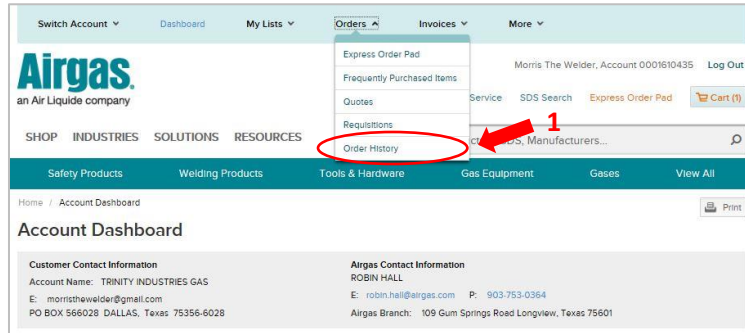 Switch Account Dashboard My Lists Orders Invoices More
Express Order Pad
Frequently Purchased Items
Quotes
Requisitions
Order History
Airgas.
an Air Liquide company
Morris The Welder, Account 0001610435 Log Out
Service SDS Search Express Order Pad Cart (1)
1
SHOP INDUSTRIES SOLUTIONS RESOURCES
Manufacturers...
Safety Products Welding Products Tools & Hardware Gas Equipment Gases View All
Home / Account Dashboard
Print
Account Dashboard
Customer Contact Information
Account Name: TRINITY INDUSTRIES GAS
E: morristhewelder@gmail.com
PO BOX 566028 DALLAS, Texas 75356-6028
Airgas Contact Information
ROBIN HALL
E: robin.hall@airgas.com P: 903-753-0364
Airgas Branch: 109 Gum Springs Road Longview, Texas 75601